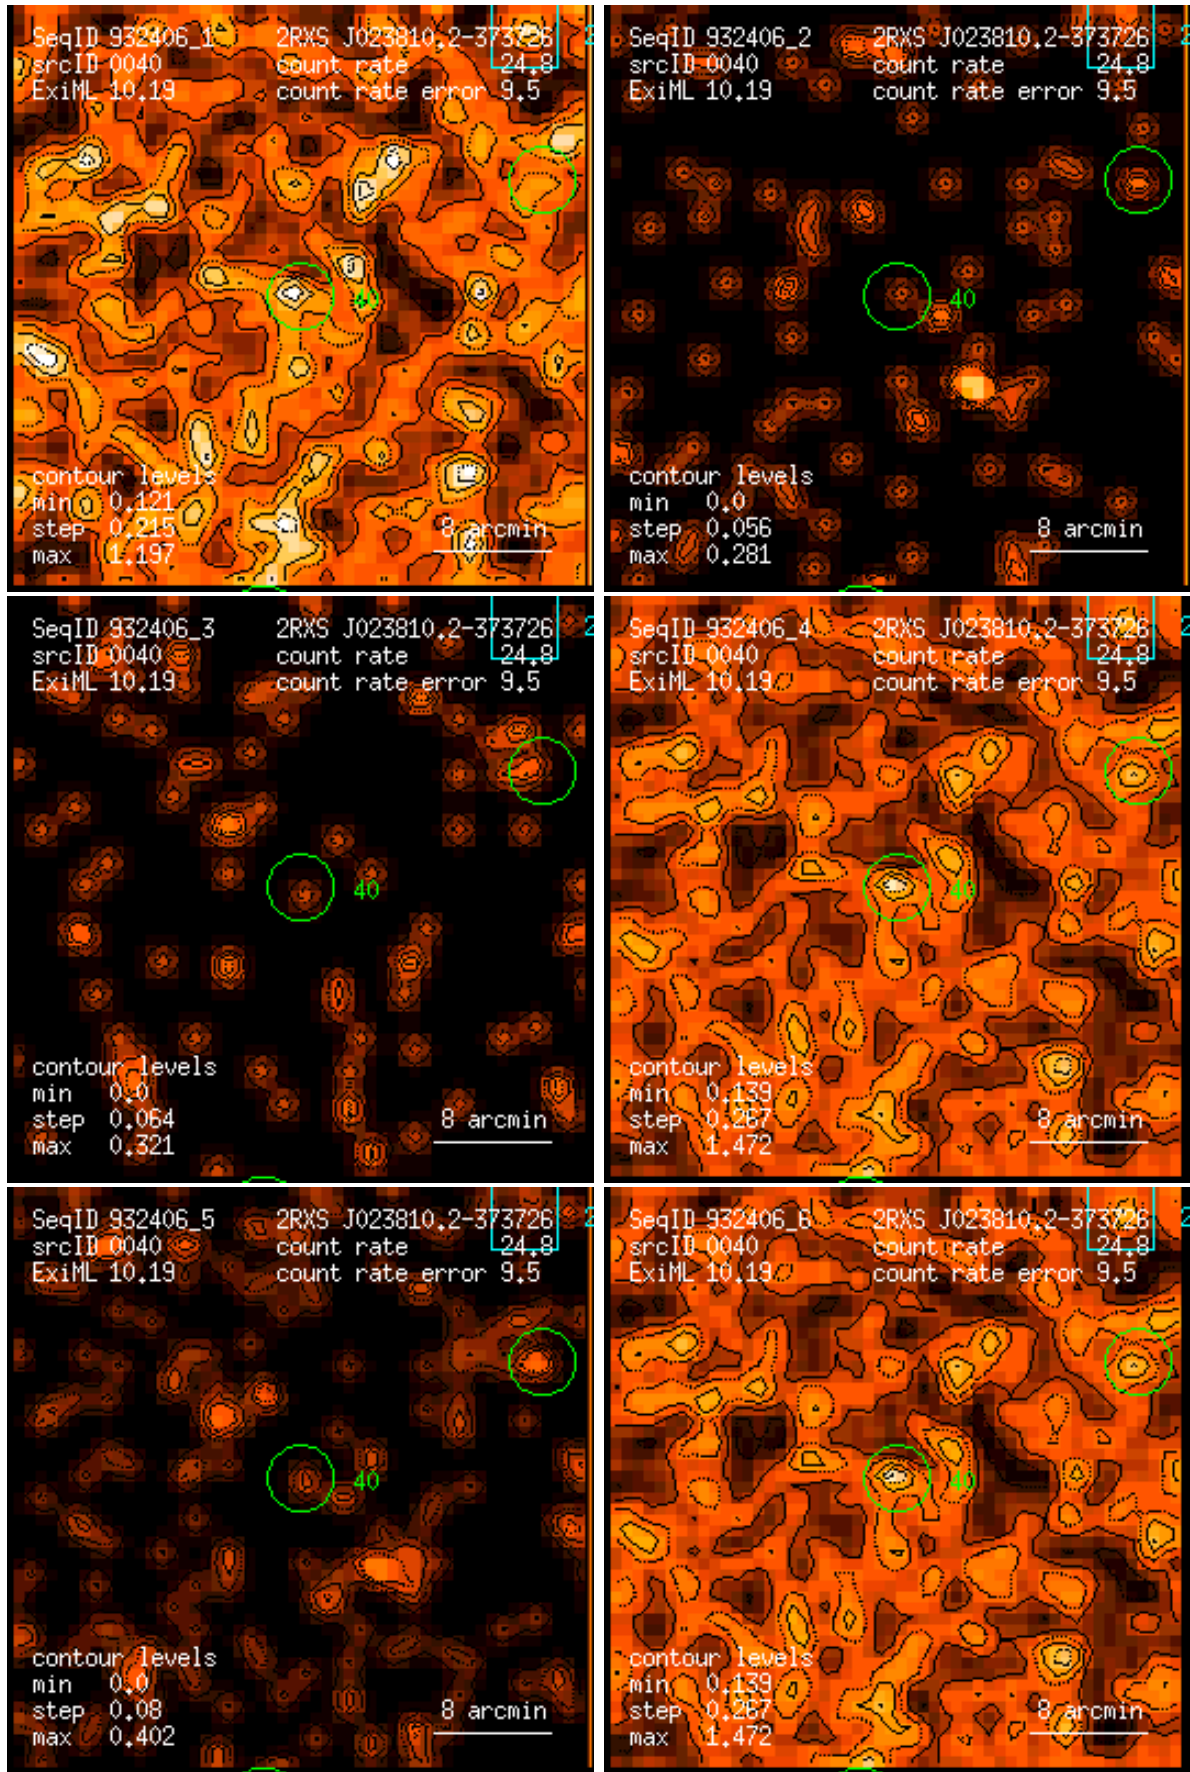 SeqID 932406_1 2RXS J023810.2-373726 2
srcID 0040 count rate 24.8
ExiML 10.19 count rate error 9.5
40
contour levels
min 0.121
step 0.215 8 arcmin
max 1.197
SeqID 932406_2 2RXS J023810.2-373726 2
srcID 0040 count rate 24.8
ExiML 10.19 count rate error 9.5
40
contour levels
min 0.0
step 0.056 8 arcmin
max 0.281
SeqID 932406_3 2RXS J023810.2-373726 2
srcID 0040 count rate 24.8
ExiML 10.19 count rate error 9.5
40
contour levels
min 0.0
step 0.064 8 arcmin
max 0.321
SeqID 932406_4 2RXS J023810.2-373726 2
srcID 0040 count rate 24.8
ExiML 10.19 count rate error 9.5
40
contour levels
min 0.139
step 0.267 8 arcmin
max 1.472
SeqID 932406_5 2RXS J023810.2-373726 2
srcID 0040 count rate 24.8
ExiML 10.19 count rate error 9.5
40
contour levels
min 0.0
step 0.08 8 arcmin
max 0.402
SeqID 932406_6 2RXS J023810.2-373726 2
srcID 0040 count rate 24.8
ExiML 10.19 count rate error 9.5
40
contour levels
min 0.139
step 0.267 8 arcmin
max 1.472